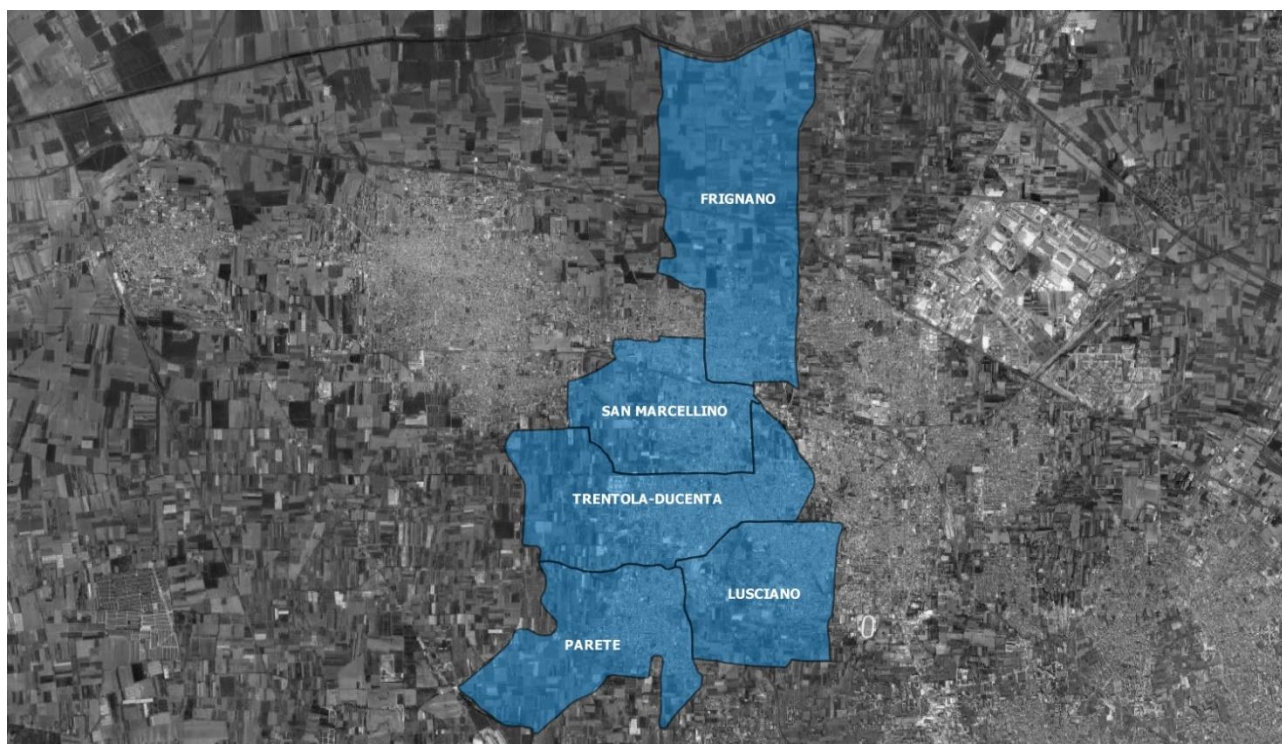 FRIGNANO
SAN MARCELLINO
TRENTOLA-DUCENTA
LUSCIANO
PARETE